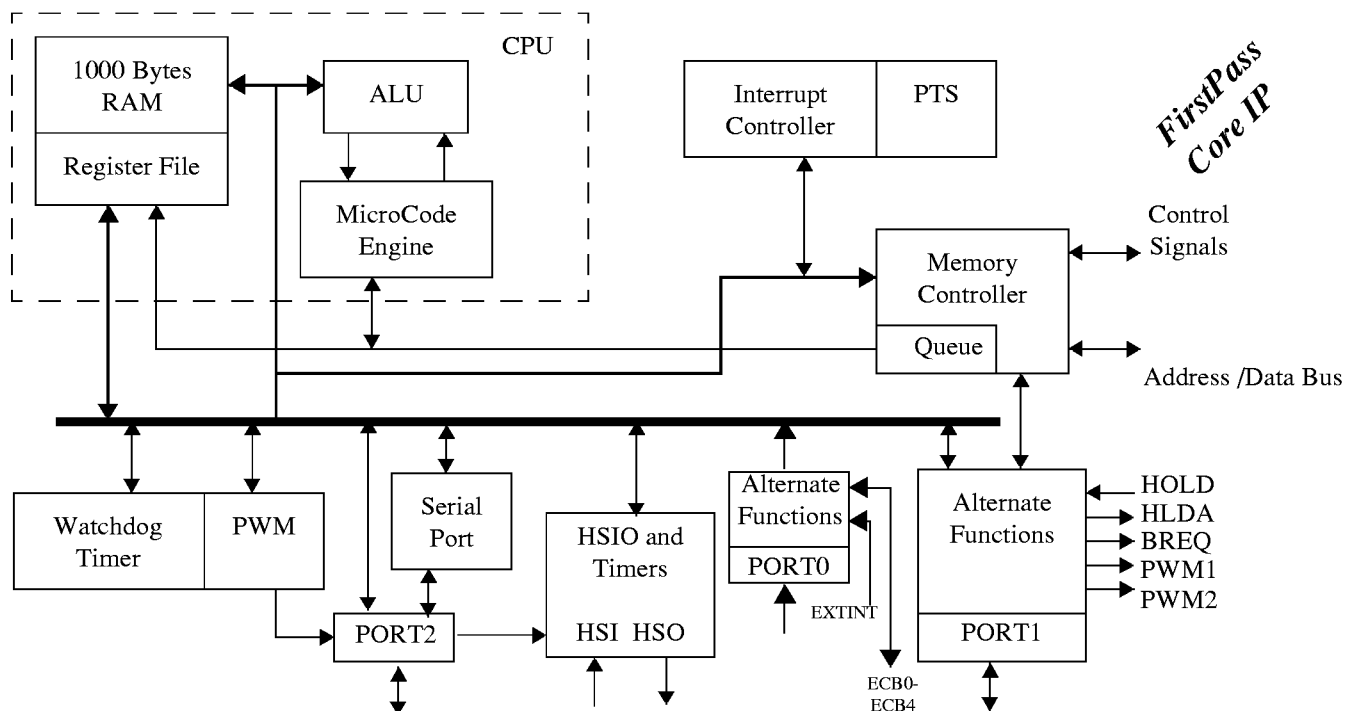 CPU
1000 Bytes
RAM
Register File
ALU
MicroCode
Engine
Interrupt
Controller
PTS
FirstPass
Core IP
Control
Signals
Memory
Controller
Queue
Address /Data Bus
Watchdog
Timer
PWM
Serial
Port
PORT2
HSIO and
Timers
HSI HSO
Alternate
Functions
PORT0
EXTINT
ECB0-
ECB4
Alternate
Functions
PORT1
HOLD
HLDA
BREQ
PWM1
PWM2